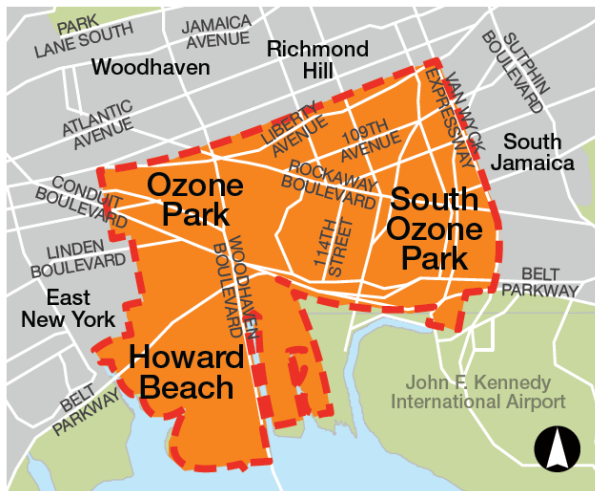 PARK
LANE SOUTH
JAMAICA
AVENUE
Woodhaven
Richmond
Hill
SUTPHIN
BOULEVARD
ATLANTIC
AVENUE
LIBERTY
AVENUE
109TH
AVENUE
VAN WYCK
EXPRESSWAY
South
Jamaica
CONDUIT
BOULEVARD
Ozone
Park
ROCKAWAY
BOULEVARD
South
Ozone
Park
114TH
STREET
LINDEN
BOULEVARD
WOODHAVEN
BOULEVARD
BELT
PARKWAY
East
New York
Howard
Beach
BELT
PARKWAY
John F. Kennedy
International Airport